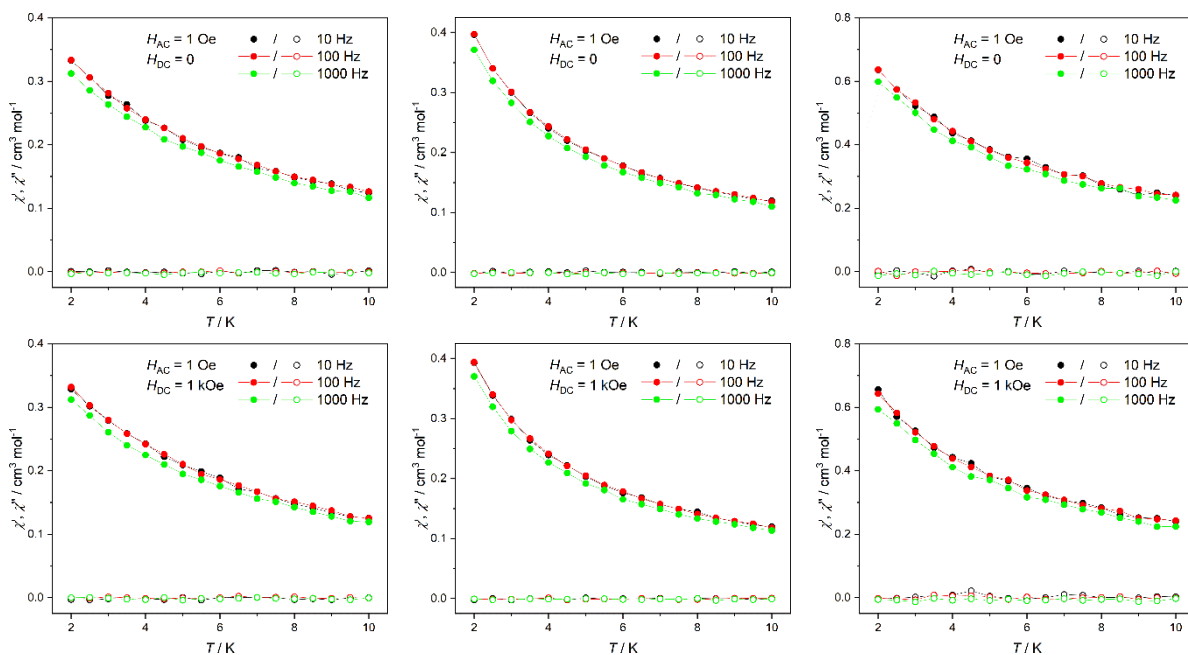 0.4
H_AC = 1 Oe ● / ○ 10 Hz
H_DC = 0 ● / ○ 100 Hz
● / ○ 1000 Hz
0.3
0.2
0.1
0.0
χ', χ'' / cm³ mol⁻¹
2 4 6 8 10
T / K
0.4
H_AC = 1 Oe ● / ○ 10 Hz
H_DC = 0 ● / ○ 100 Hz
● / ○ 1000 Hz
0.3
0.2
0.1
0.0
χ', χ'' / cm³ mol⁻¹
2 4 6 8 10
T / K
0.8
H_AC = 1 Oe ● / ○ 10 Hz
H_DC = 0 ● / ○ 100 Hz
● / ○ 1000 Hz
0.6
0.4
0.2
0.0
χ', χ'' / cm³ mol⁻¹
2 4 6 8 10
T / K
0.4
H_AC = 1 Oe ● / ○ 10 Hz
H_DC = 1 kOe ● / ○ 100 Hz
● / ○ 1000 Hz
0.3
0.2
0.1
0.0
χ', χ'' / cm³ mol⁻¹
2 4 6 8 10
T / K
0.4
H_AC = 1 Oe ● / ○ 10 Hz
H_DC = 1 kOe ● / ○ 100 Hz
● / ○ 1000 Hz
0.3
0.2
0.1
0.0
χ', χ'' / cm³ mol⁻¹
2 4 6 8 10
T / K
0.8
H_AC = 1 Oe ● / ○ 10 Hz
H_DC = 1 kOe ● / ○ 100 Hz
● / ○ 1000 Hz
0.6
0.4
0.2
0.0
χ', χ'' / cm³ mol⁻¹
2 4 6 8 10
T / K